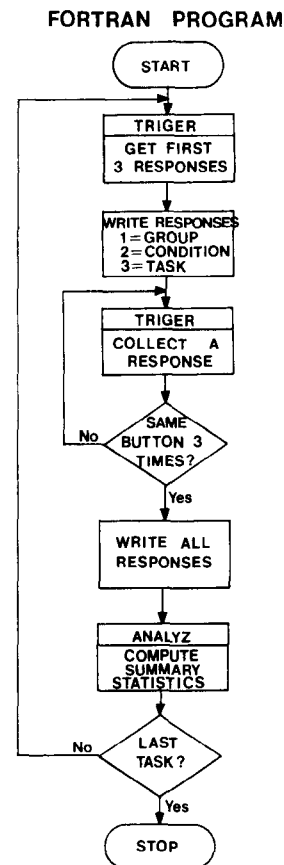 FORTRAN PROGRAM
START
TRIGER
GET FIRST
3 RESPONSES
WRITE RESPONSES
1=GROUP
2=CONDITION
3=TASK
TRIGER
COLLECT A
RESPONSE
SAME
BUTTON 3
TIMES?
No
Yes
WRITE ALL
RESPONSES
ANALYZ
COMPUTE
SUMMARY
STATISTICS
LAST
TASK?
No
Yes
STOP